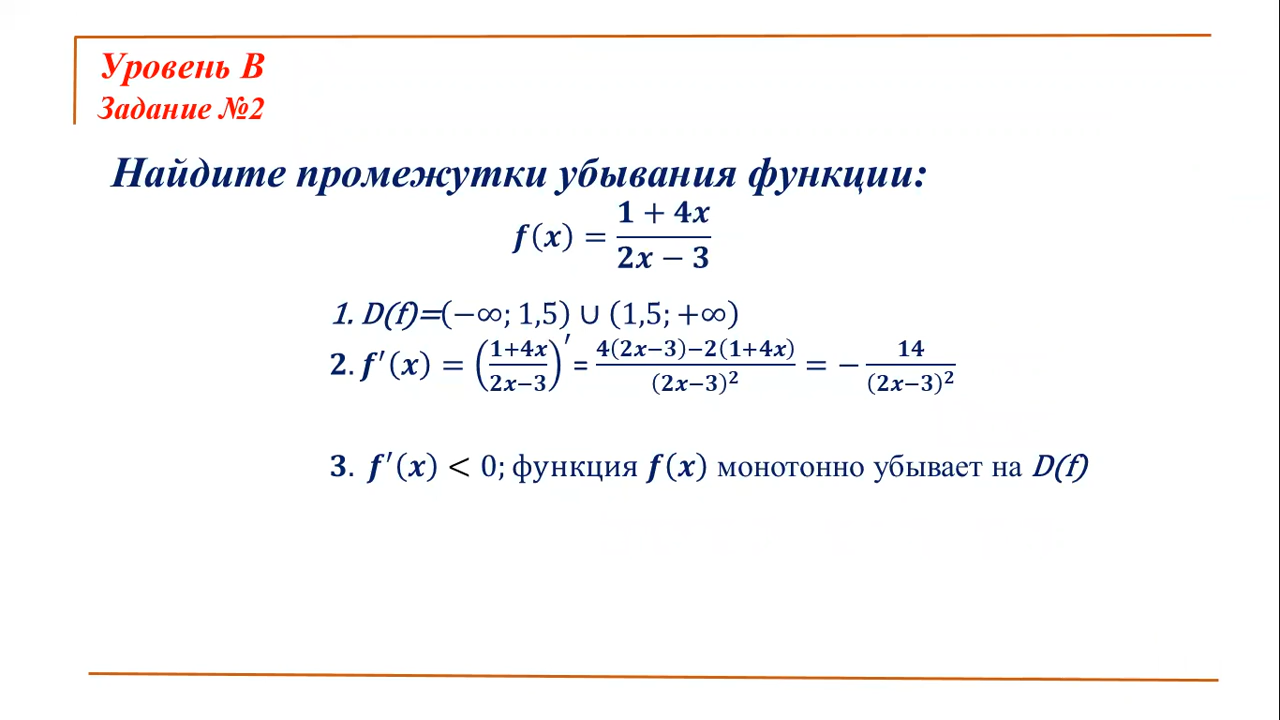 Уровень В
Задание №2
Найдите промежутки убывания функции:
f(x) = (1 + 4x)/(2x − 3)
1. D(f)=(−∞; 1,5) ∪ (1,5; +∞)
2. f′(x) = ((1+4x)/(2x−3))′ = (4(2x−3)−2(1+4x))/(2x−3)² = − 14/(2x−3)²
3. f′(x) < 0; функция f(x) монотонно убывает на D(f)